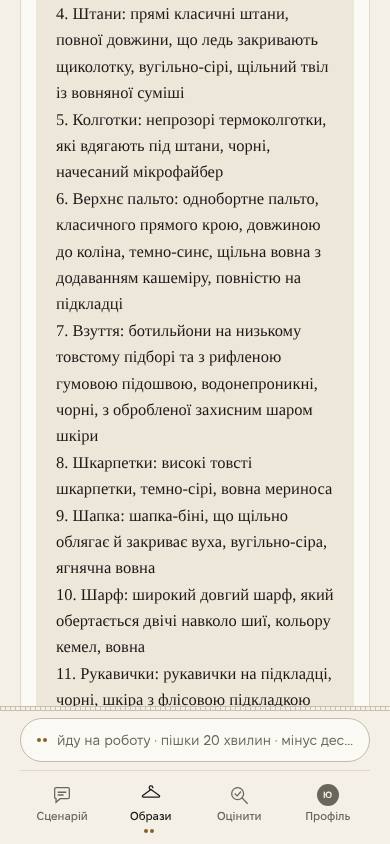 4. Штани: прямі класичні штани,
повної довжини, що ледь закривають
щиколотку, вугільно-сірі, щільний твіл
із вовняної суміші
5. Колготки: непрозорі термоколготки,
які вдягають під штани, чорні,
начесаний мікрофайбер
6. Верхнє пальто: однобортне пальто,
класичного прямого крою, довжиною
до коліна, темно-синє, щільна вовна з
додаванням кашеміру, повністю на
підкладці
7. Взуття: ботильйони на низькому
товстому підборі та з рифленою
гумовою підошвою, водонепроникні,
чорні, з обробленої захисним шаром
шкіри
8. Шкарпетки: високі товсті
шкарпетки, темно-сірі, вовна мериноса
9. Шапка: шапка-біні, що щільно
облягає й закриває вуха, вугільно-сіра,
ягнячна вовна
10. Шарф: широкий довгий шарф, який
обертається двічі навколо шиї, кольору
кемел, вовна
11. Рукавички: рукавички на підкладці,
чорні, шкіра з флісовою підкладкою
йду на роботу · пішки 20 хвилин · мінус дес...
Сценарій
Образи
Оцінити
Ю
Профіль